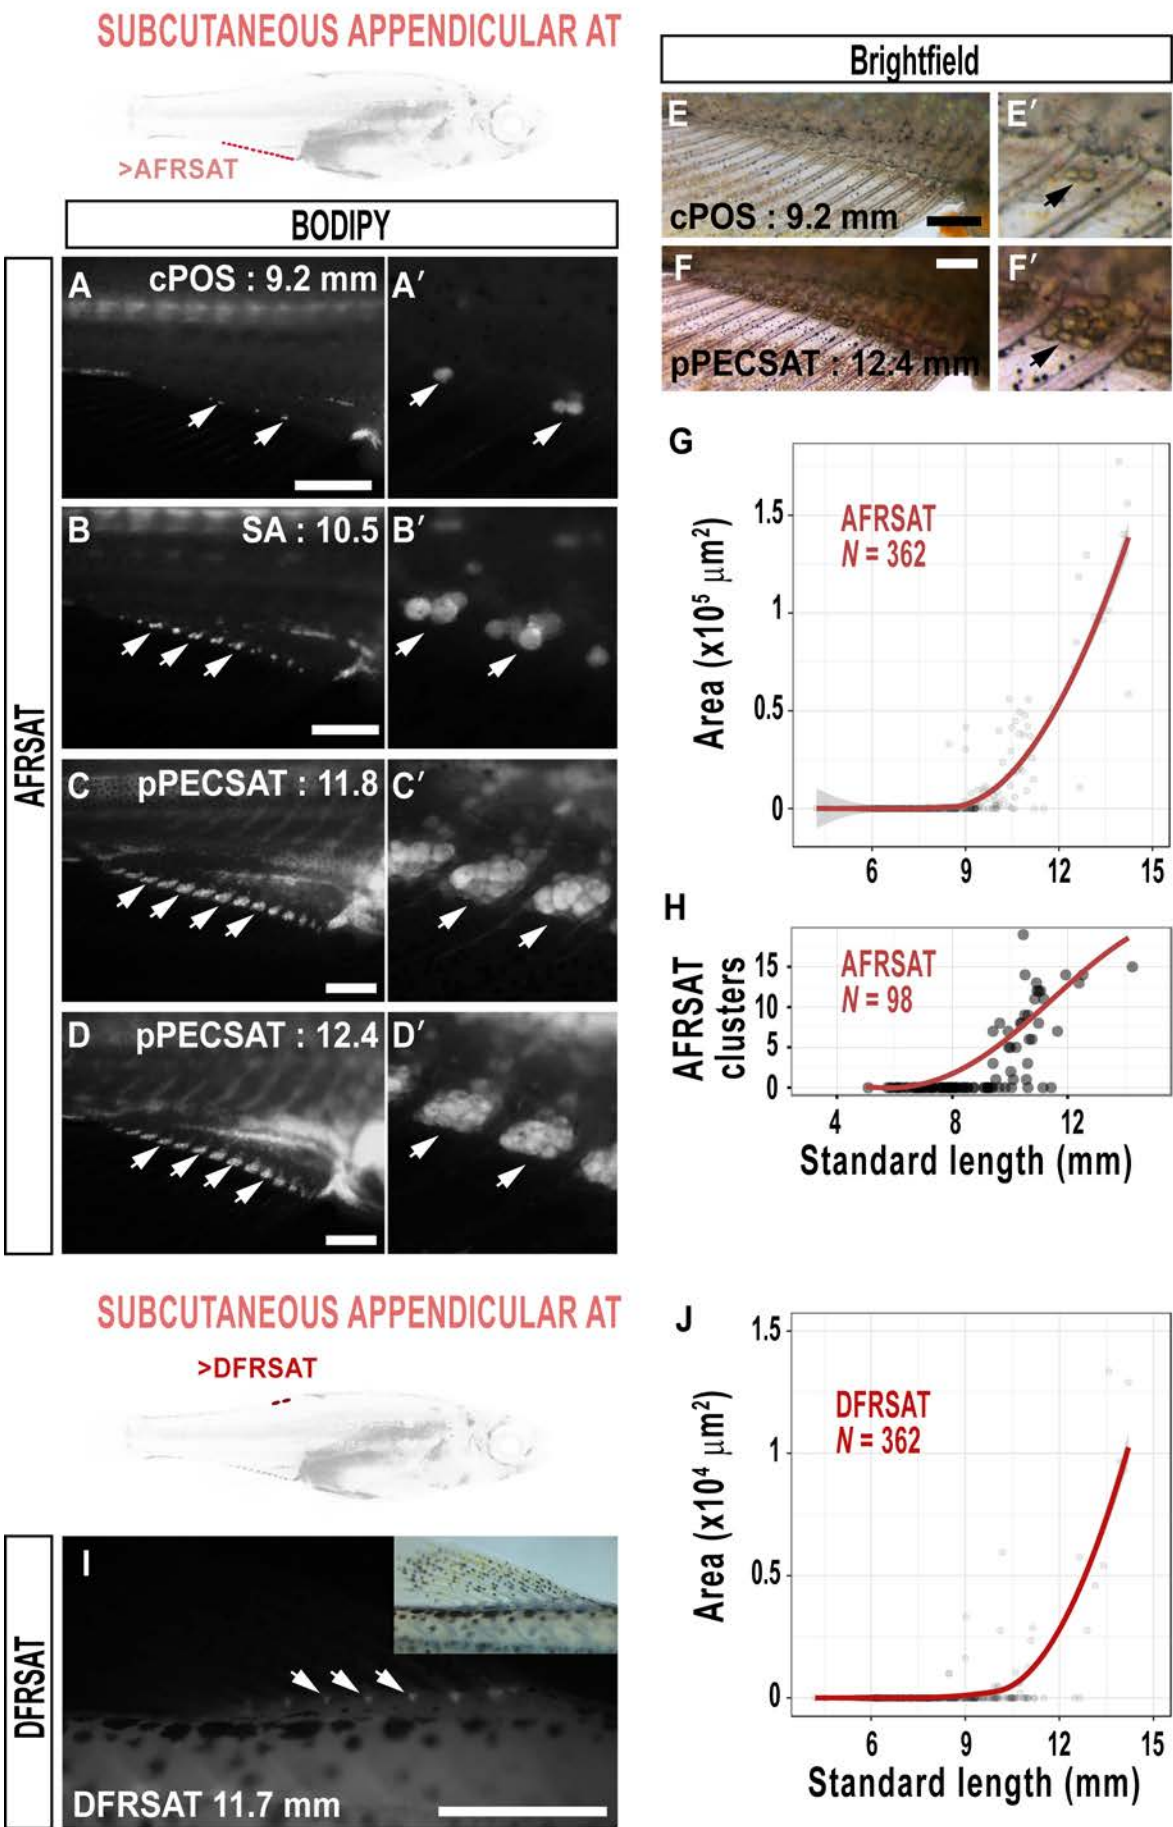 SUBCUTANEOUS APPENDICULAR AT
>AFRSAT
BODIPY
AFRSAT
A
cPOS : 9.2 mm
A′
B
SA : 10.5
B′
C
pPECSAT : 11.8
C′
D
pPECSAT : 12.4
D′
Brightfield
E
cPOS : 9.2 mm
E′
F
pPECSAT : 12.4 mm
F′
G
AFRSAT
N = 362
Area (x10⁵ μm²)
1.5
1
0.5
0
6 9 12 15
H
AFRSAT
N = 98
AFRSAT
clusters
15
10
5
0
4 8 12
Standard length (mm)
SUBCUTANEOUS APPENDICULAR AT
>DFRSAT
DFRSAT
I
DFRSAT 11.7 mm
J
DFRSAT
N = 362
Area (x10⁴ μm²)
1.5
1
0.5
0
6 9 12 15
Standard length (mm)